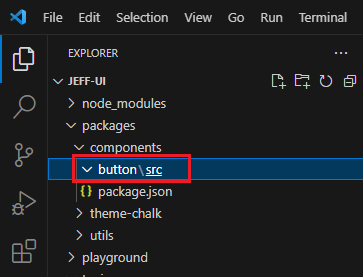 File Edit Selection View Go Run Terminal
EXPLORER
JEFF-UI
node_modules
packages
components
button\src
{} package.json
theme-chalk
utils
playground